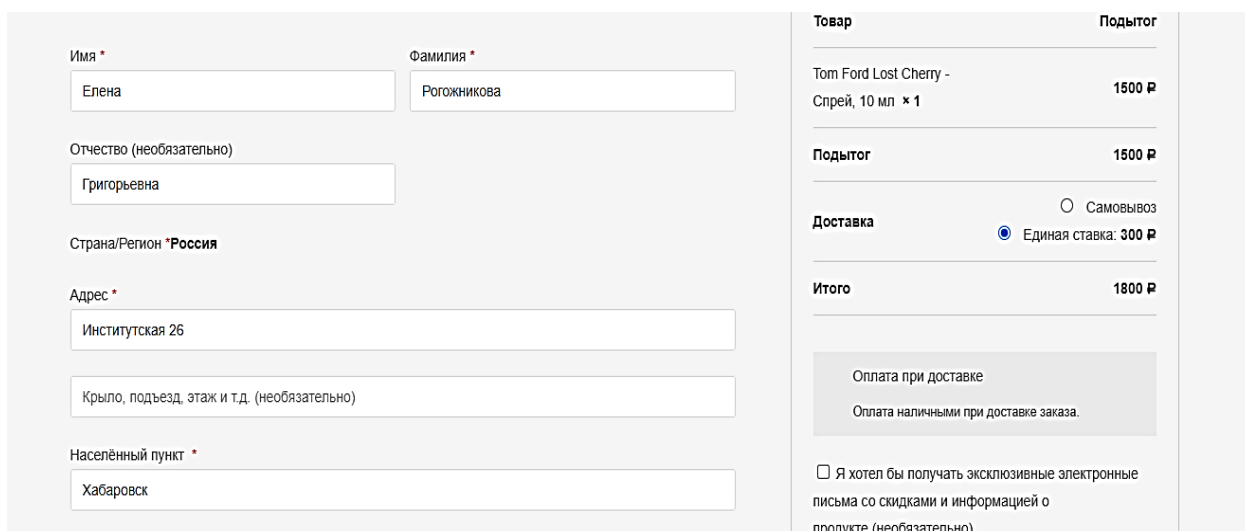 Имя *
Фамилия *
Елена
Рогожникова
Отчество (необязательно)
Григорьевна
Страна/Регион *Россия
Адрес *
Институтская 26
Крыло, подъезд, этаж и т.д. (необязательно)
Населённый пункт *
Хабаровск
Товар Подытог
Tom Ford Lost Cherry -
Спрей, 10 мл × 1
1500 ₽
Подытог 1500 ₽
Доставка
Самовывоз
Единая ставка: 300 ₽
Итого 1800 ₽
Оплата при доставке
Оплата наличными при доставке заказа.
Я хотел бы получать эксклюзивные электронные
письма со скидками и информацией о
продукте (необязательно)